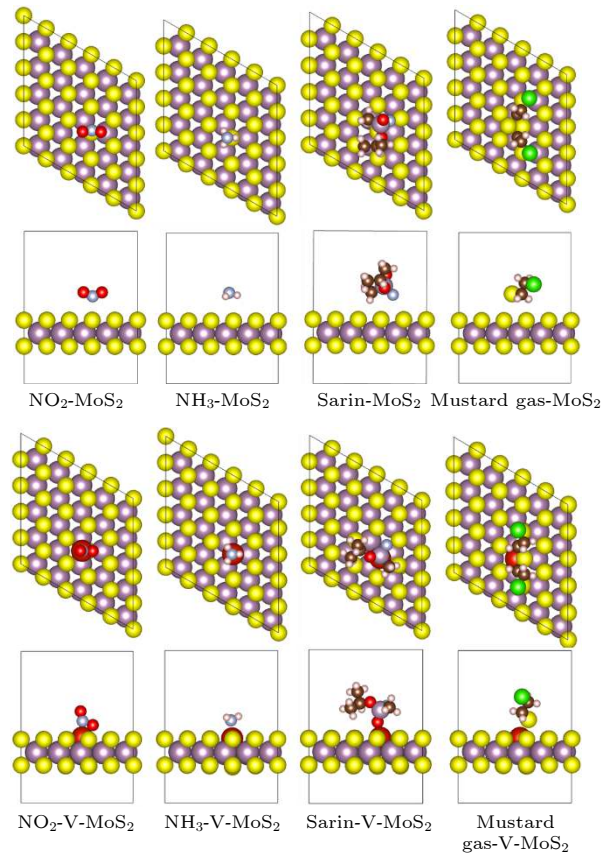 NO₂-MoS₂ NH₃-MoS₂ Sarin-MoS₂ Mustard gas-MoS₂
NO₂-V-MoS₂ NH₃-V-MoS₂ Sarin-V-MoS₂ Mustard
gas-V-MoS₂